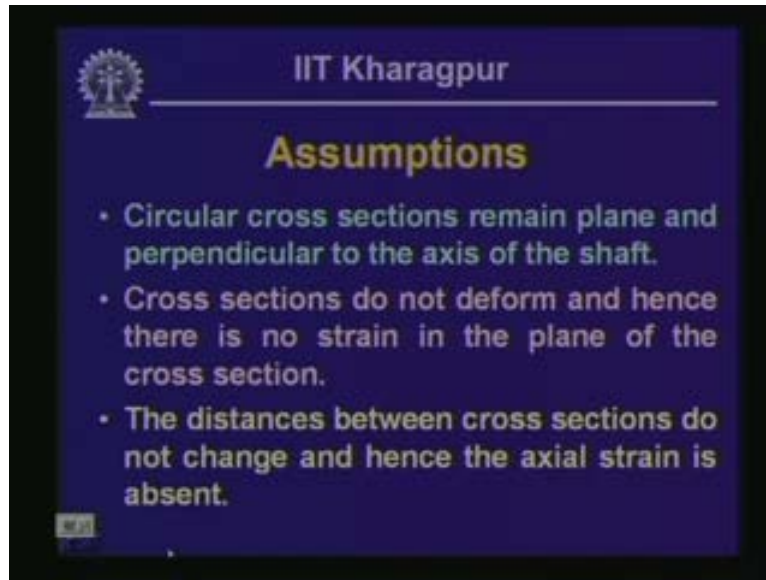 IIT Kharagpur
Assumptions
• Circular cross sections remain plane and
perpendicular to the axis of the shaft.
• Cross sections do not deform and hence
there is no strain in the plane of the
cross section.
• The distances between cross sections do
not change and hence the axial strain is
absent.